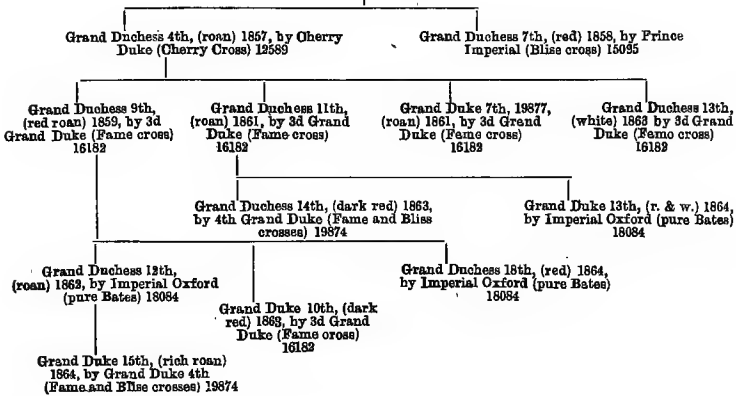 Grand Duchess 4th, (roan) 1857, by Cherry
Duke (Cherry Cross) 12589
Grand Duchess 7th, (red) 1858, by Prince
Imperial (Blise cross) 15095
Grand Duchess 9th,
(red roan) 1859, by 3d
Grand Duke (Fame cross)
16182
Grand Duchess 11th,
(roan) 1861, by 3d Grand
Duke (Fame cross)
16182
Grand Duke 7th, 19877,
(roan) 1861, by 3d Grand
Duke (Fame cross)
16182
Grand Duchess 13th,
(white) 1863 by 3d Grand
Duke (Famo cross)
16182
Grand Duchess 14th, (dark red) 1863,
by 4th Grand Duke (Fame and Bliss
crosses) 19874
Grand Duke 13th, (r. & w.) 1864,
by Imperial Oxford (pure Bates)
18084
Grand Duchess 12th,
(roan) 1862, by Imperial Oxford
(pure Bates) 18084
Grand Duchess 18th, (red) 1864,
by Imperial Oxford (pure Bates)
18084
Grand Duke 10th, (dark
red) 1863, by 3d Grand
Duke (Fame cross)
16182
Grand Duke 15th, (rich roan)
1864, by Grand Duke 4th
(Fame and Blise crosses) 19874